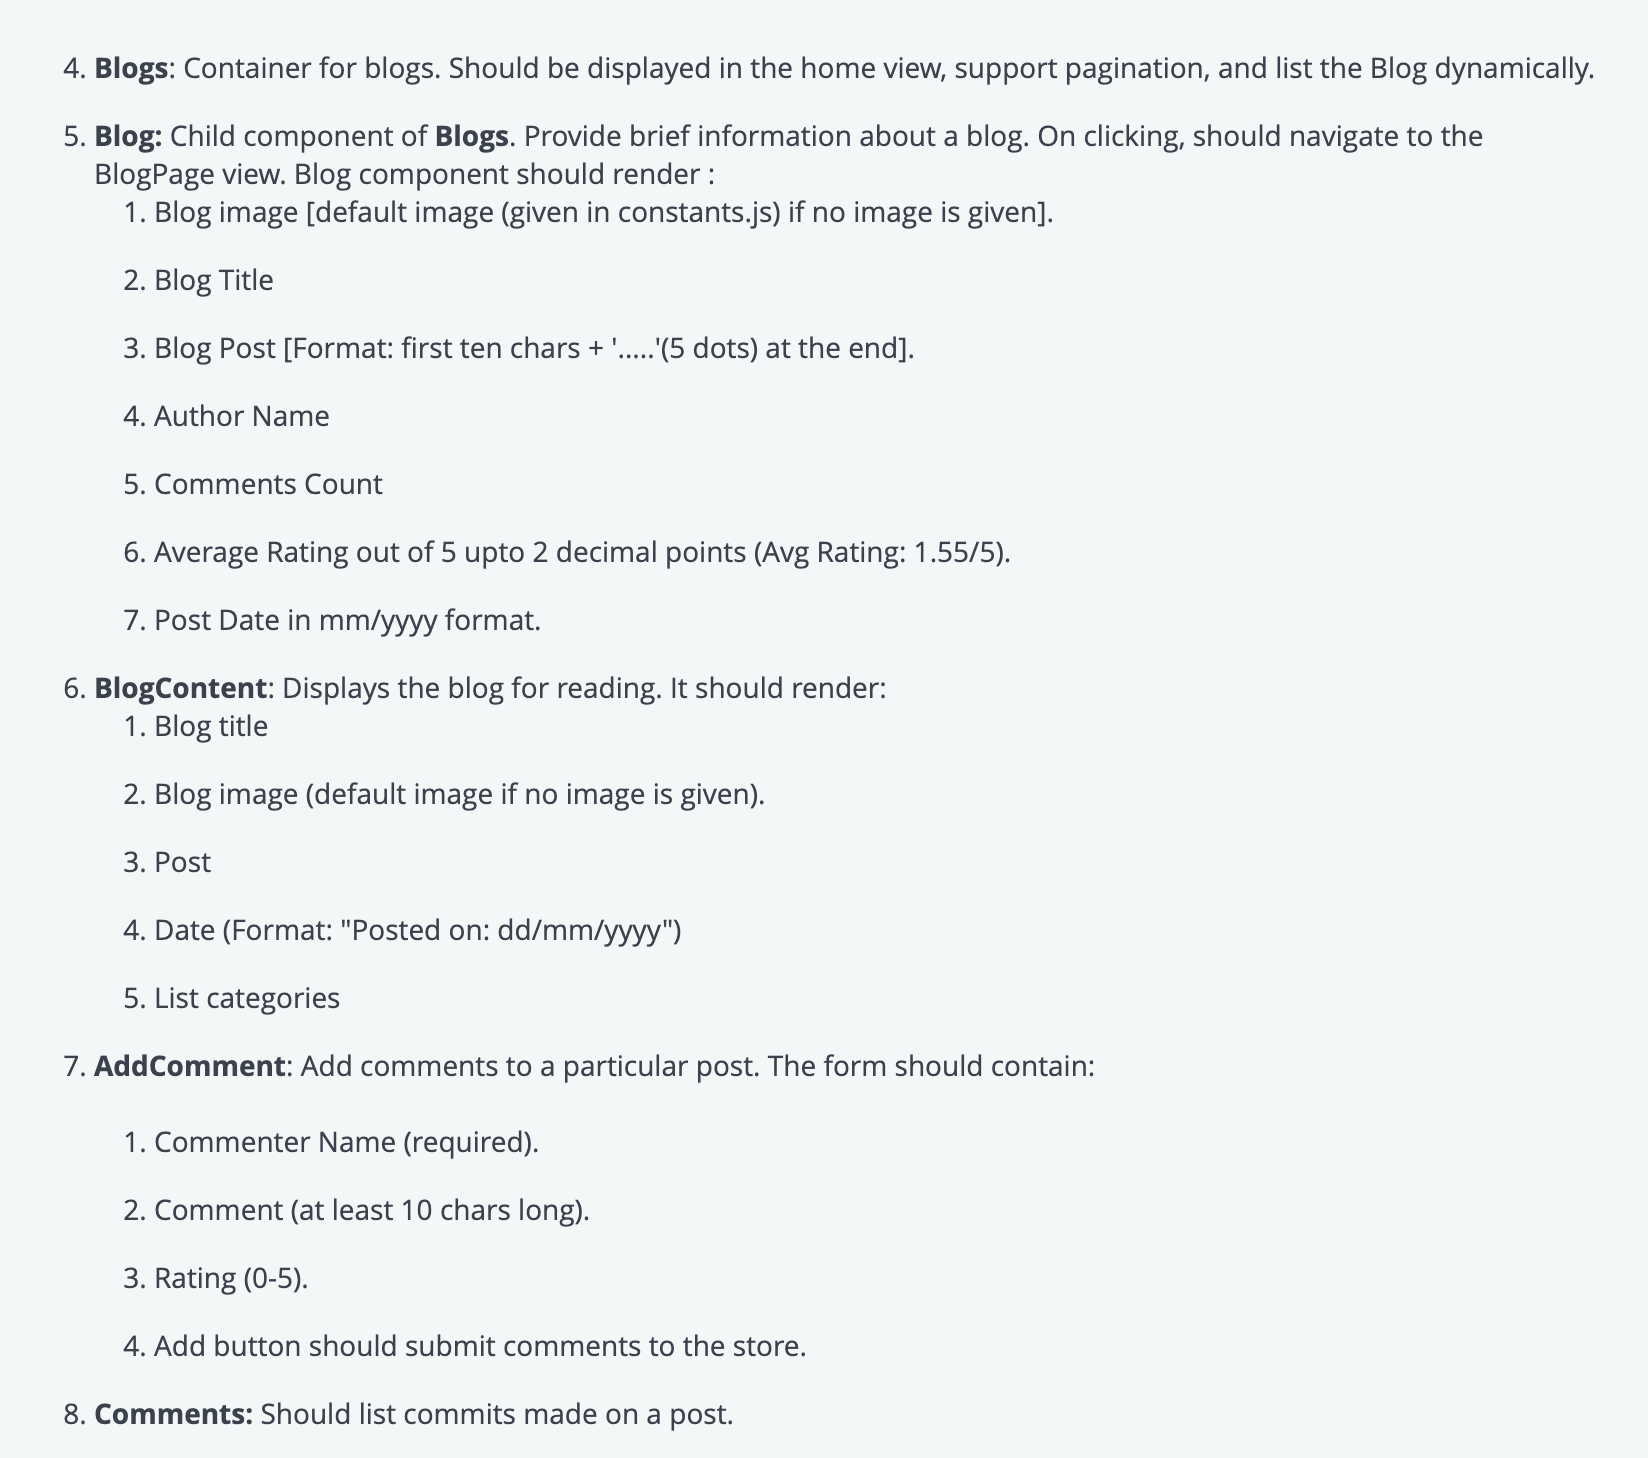 4. Blogs: Container for blogs. Should be displayed in the home view, support pagination, and list the Blog dynamically.
5. Blog: Child component of Blogs. Provide brief information about a blog. On clicking, should navigate to the
BlogPage view. Blog component should render :
1. Blog image [default image (given in constants.js) if no image is given].
2. Blog Title
3. Blog Post [Format: first ten chars + '.....'(5 dots) at the end].
4. Author Name
5. Comments Count
6. Average Rating out of 5 upto 2 decimal points (Avg Rating: 1.55/5).
7. Post Date in mm/yyyy format.
6. BlogContent: Displays the blog for reading. It should render:
1. Blog title
2. Blog image (default image if no image is given).
3. Post
4. Date (Format: "Posted on: dd/mm/yyyy")
5. List categories
7. AddComment: Add comments to a particular post. The form should contain:
1. Commenter Name (required).
2. Comment (at least 10 chars long).
3. Rating (0-5).
4. Add button should submit comments to the store.
8. Comments: Should list commits made on a post.